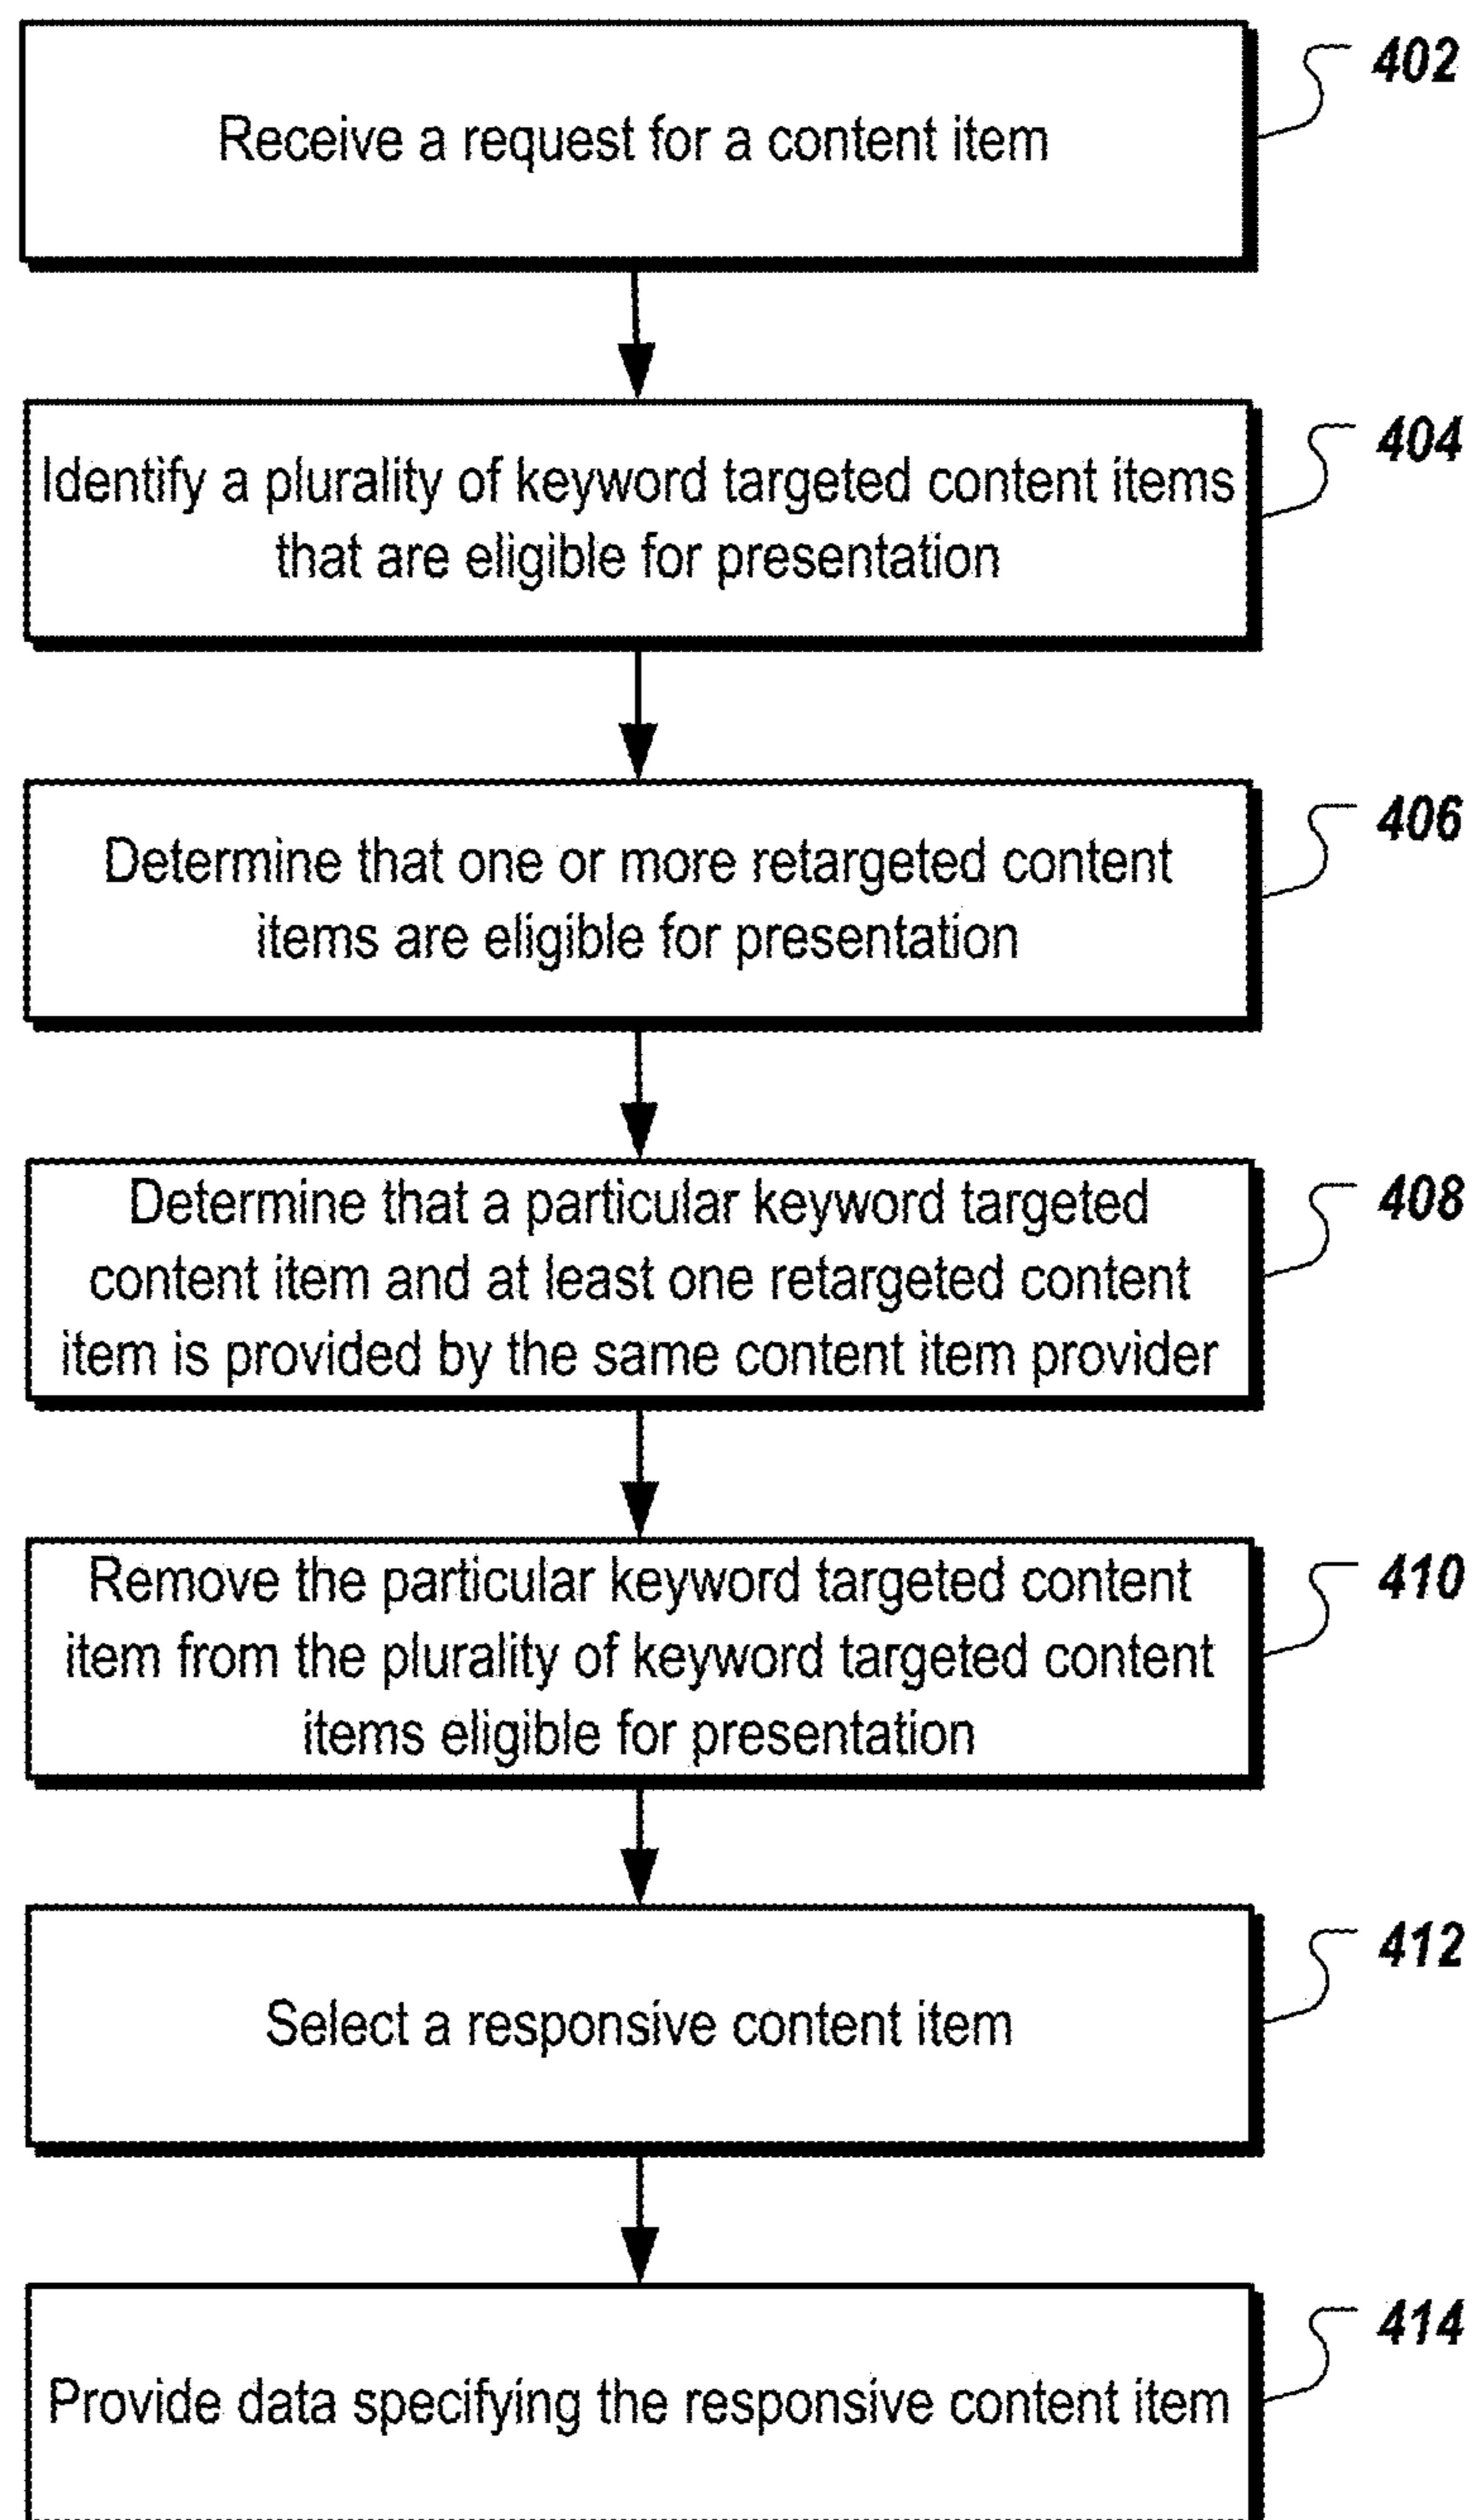 Receive a request for a content item
402
Identify a plurality of keyword targeted content items
that are eligible for presentation
404
Determine that one or more retargeted content
items are eligible for presentation
406
Determine that a particular keyword targeted
content item and at least one retargeted content
item is provided by the same content item provider
408
Remove the particular keyword targeted content
item from the plurality of keyword targeted content
items eligible for presentation
410
Select a responsive content item
412
Provide data specifying the responsive content item
414